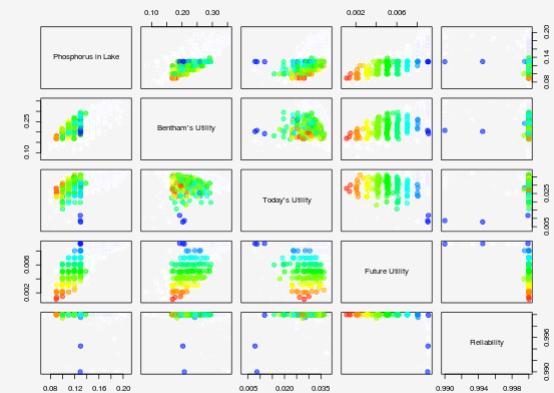 0.10 0.20 0.30 0.002 0.006
Phosphorus in Lake
0.08 0.14 0.20
0.10 0.25
Bentham's Utility
Today's Utility
0.005 0.025
0.002 0.006
Future Utility
Reliability
0.990 0.996
0.08 0.12 0.16 0.20 0.005 0.020 0.035 0.990 0.994 0.998